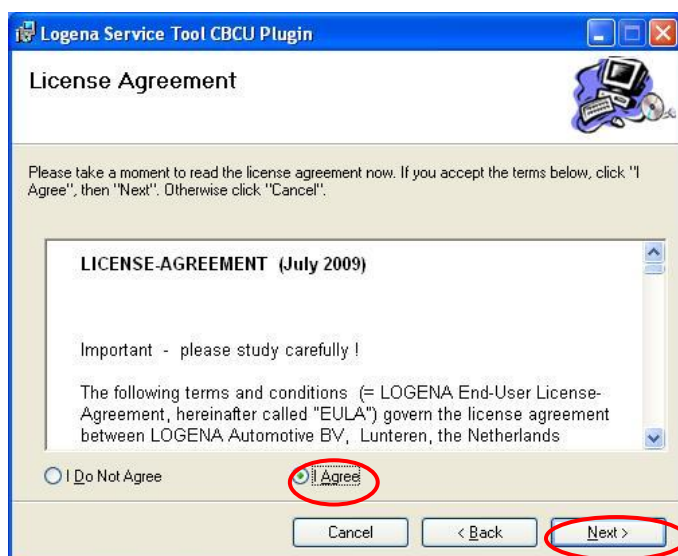 Logena Service Tool CBCU Plugin
License Agreement
Please take a moment to read the license agreement now. If you accept the terms below, click "I
Agree", then "Next". Otherwise click "Cancel".
LICENSE-AGREEMENT (July 2009)
Important - please study carefully !
The following terms and conditions (= LOGENA End-User License-
Agreement, hereinafter called "EULA") govern the license agreement
between LOGENA Automotive BV, Lunteren, the Netherlands
I Do Not Agree
I Agree
Cancel
< Back
Next >